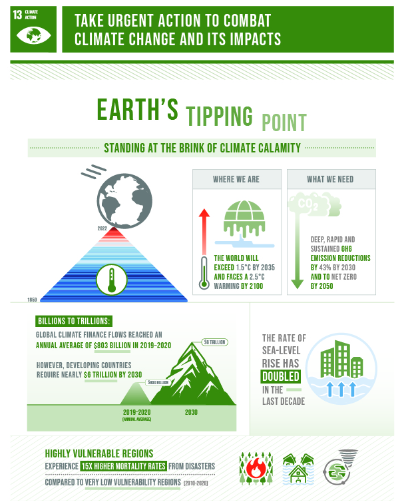 13 CLIMATE
ACTION
TAKE URGENT ACTION TO COMBAT
CLIMATE CHANGE AND ITS IMPACTS
EARTH'S TIPPING POINT
STANDING AT THE BRINK OF CLIMATE CALAMITY
2022
1850
WHERE WE ARE
THE WORLD WILL
EXCEED 1.5°C BY 2035
AND FACES A 2.5°C
WARMING BY 2100
WHAT WE NEED
CO2
DEEP, RAPID AND
SUSTAINED GHG
EMISSION REDUCTIONS
BY 43% BY 2030
AND TO NET ZERO
BY 2050
BILLIONS TO TRILLIONS:
GLOBAL CLIMATE FINANCE FLOWS REACHED AN
ANNUAL AVERAGE OF $803 BILLION IN 2019-2020
HOWEVER, DEVELOPING COUNTRIES
REQUIRE NEARLY $6 TRILLION BY 2030
$6 TRILLION
$803 BILLION
2019-2020
(ANNUAL AVERAGE)
2030
THE RATE OF
SEA-LEVEL
RISE HAS
DOUBLED
IN THE
LAST DECADE
HIGHLY VULNERABLE REGIONS
EXPERIENCE 15X HIGHER MORTALITY RATES FROM DISASTERS
COMPARED TO VERY LOW VULNERABILITY REGIONS (2010-2020)